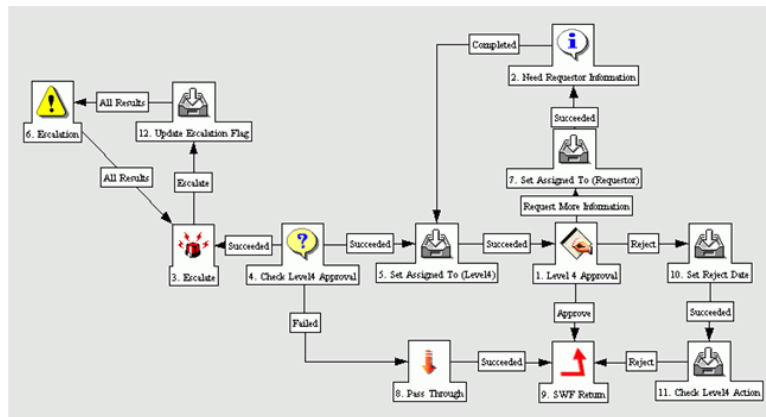 Completed
2. Need Requestor Information
All Results
6. Escalation
12. Update Escalation Flag
Succeeded
All Results
Escalate
7. Set Assigned To (Requestor)
Request More Information
Succeeded
Succeeded
Succeeded
Reject
3. Escalate
4. Check Level4 Approval
5. Set Assigned To (Level4)
1. Level 4 Approval
10. Set Reject Date
Failed
Approve
Succeeded
Succeeded
Reject
8. Pass Through
9. SWF Return
11. Check Level4 Action